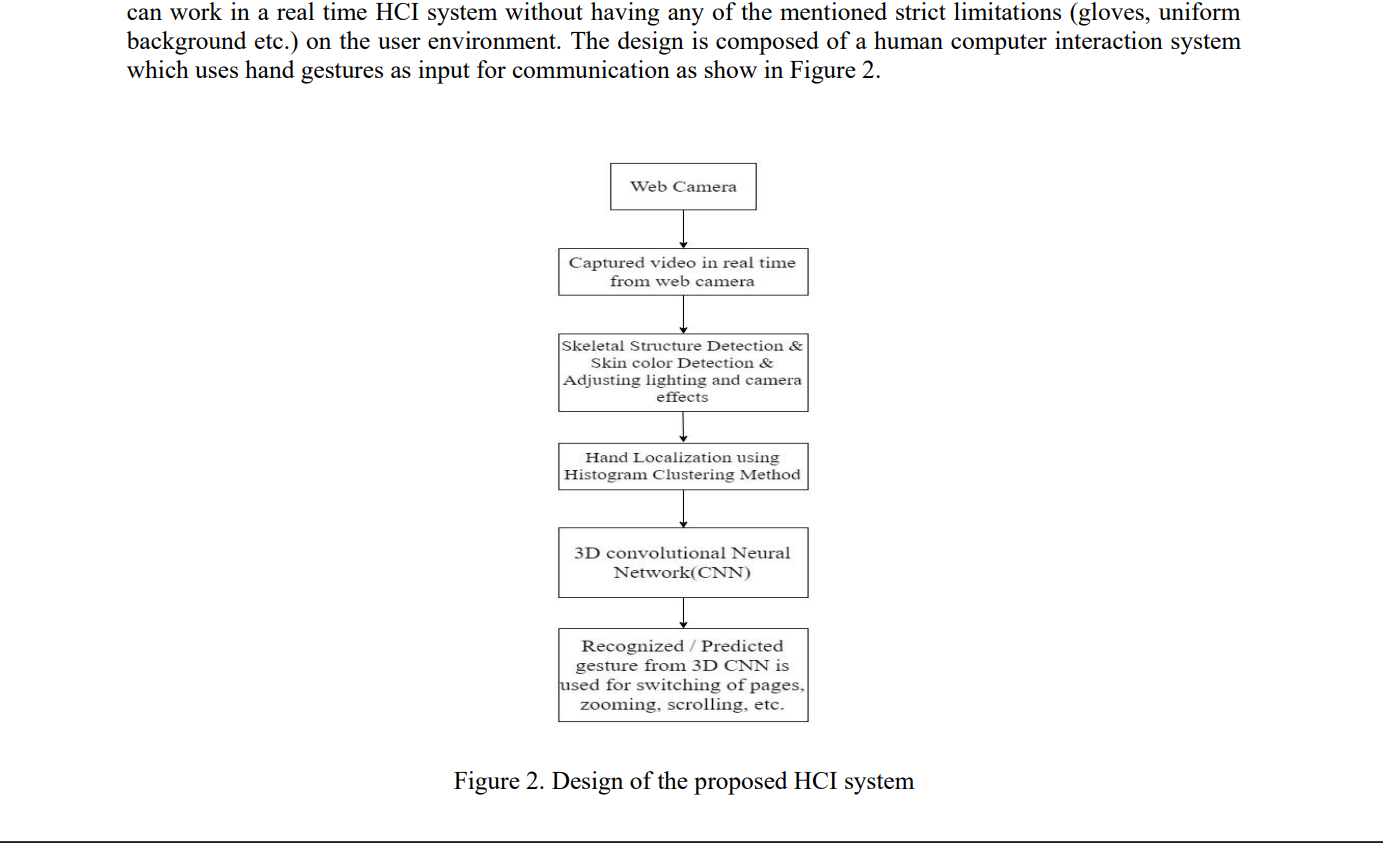 can work in a real time HCI system without having any of the mentioned strict limitations (gloves, uniform
background etc.) on the user environment. The design is composed of a human computer interaction system
which uses hand gestures as input for communication as show in Figure 2.
Web Camera
Captured video in real time
from web camera
Skeletal Structure Detection &
Skin color Detection &
Adjusting lighting and camera
effects
Hand Localization using
Histogram Clustering Method
3D convolutional Neural
Network(CNN)
Recognized / Predicted
gesture from 3D CNN is
used for switching of pages,
zooming, scrolling, etc.
Figure 2. Design of the proposed HCI system